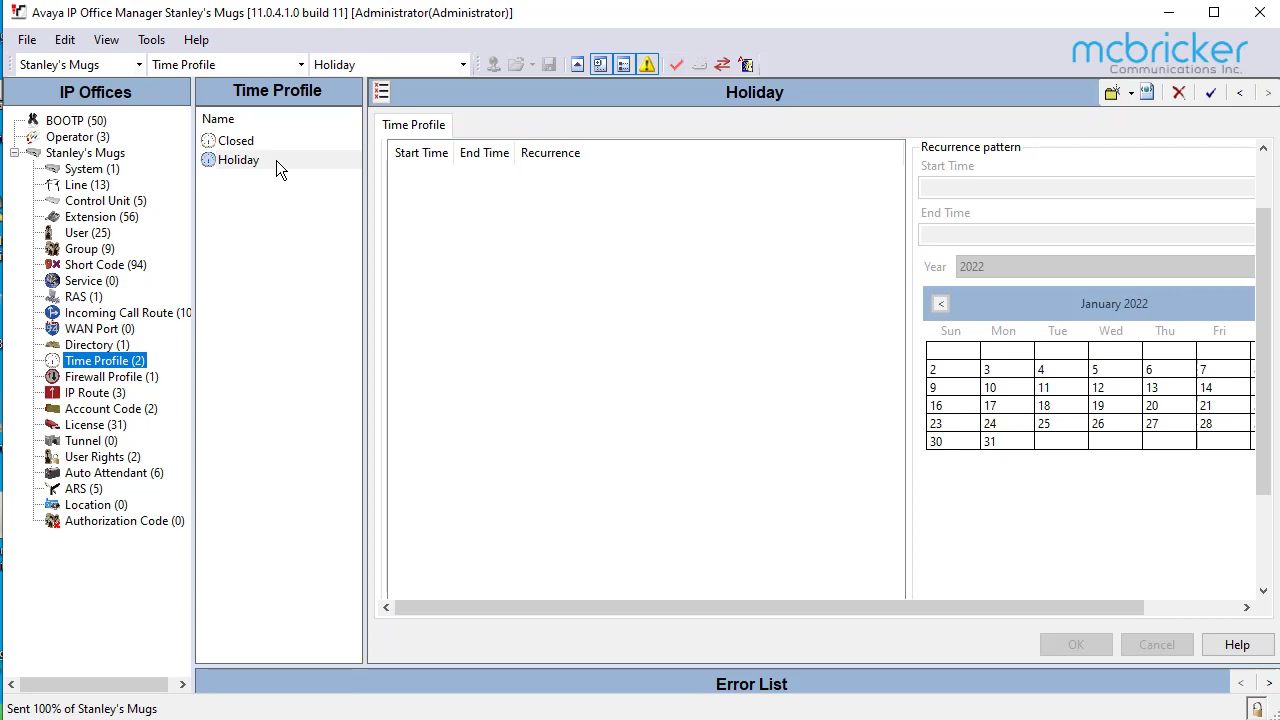 Avaya IP Office Manager Stanley's Mugs [11.0.4.1.0 build 11] [Administrator(Administrator)]
File Edit View Tools Help
Stanley's Mugs Time Profile Holiday
mcbricker
Communications Inc.
IP Offices
BOOTP (50)
Operator (3)
Stanley's Mugs
System (1)
Line (13)
Control Unit (5)
Extension (56)
User (25)
Group (9)
Short Code (94)
Service (0)
RAS (1)
Incoming Call Route (10
WAN Port (0)
Directory (1)
Time Profile (2)
Firewall Profile (1)
IP Route (3)
Account Code (2)
License (31)
Tunnel (0)
User Rights (2)
Auto Attendant (6)
ARS (5)
Location (0)
Authorization Code (0)
Time Profile
Name
Closed
Holiday
Holiday
Time Profile
Start Time End Time Recurrence
Recurrence pattern
Start Time
End Time
Year 2022
< January 2022
Sun Mon Tue Wed Thu Fri
2 3 4 5 6 7
9 10 11 12 13 14
16 17 18 19 20 21
23 24 25 26 27 28
30 31
OK Cancel Help
Error List
Sent 100% of Stanley's Mugs